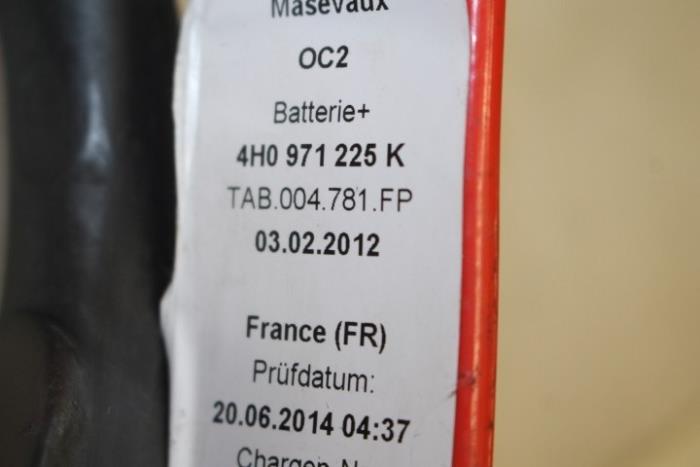 Masevaux
OC2
Batterie+
4H0 971 225 K
TAB.004.781.FP
03.02.2012
France (FR)
Prüfdatum:
20.06.2014 04:37